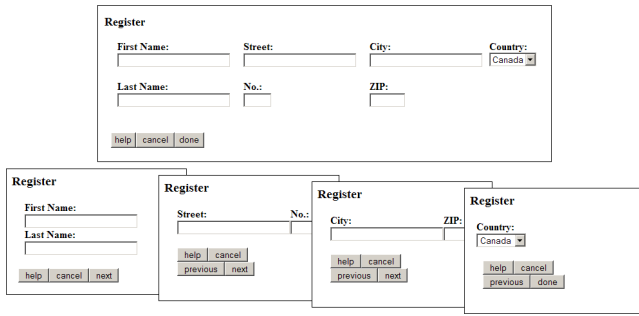 Register
First Name: Street: City: Country:
Canada
Last Name: No.: ZIP:
help cancel done
Register
First Name:
Last Name:
help cancel next
Register
Street: No.:
help cancel
previous next
Register
City: ZIP:
help cancel
previous next
Register
Country:
Canada
help cancel
previous done